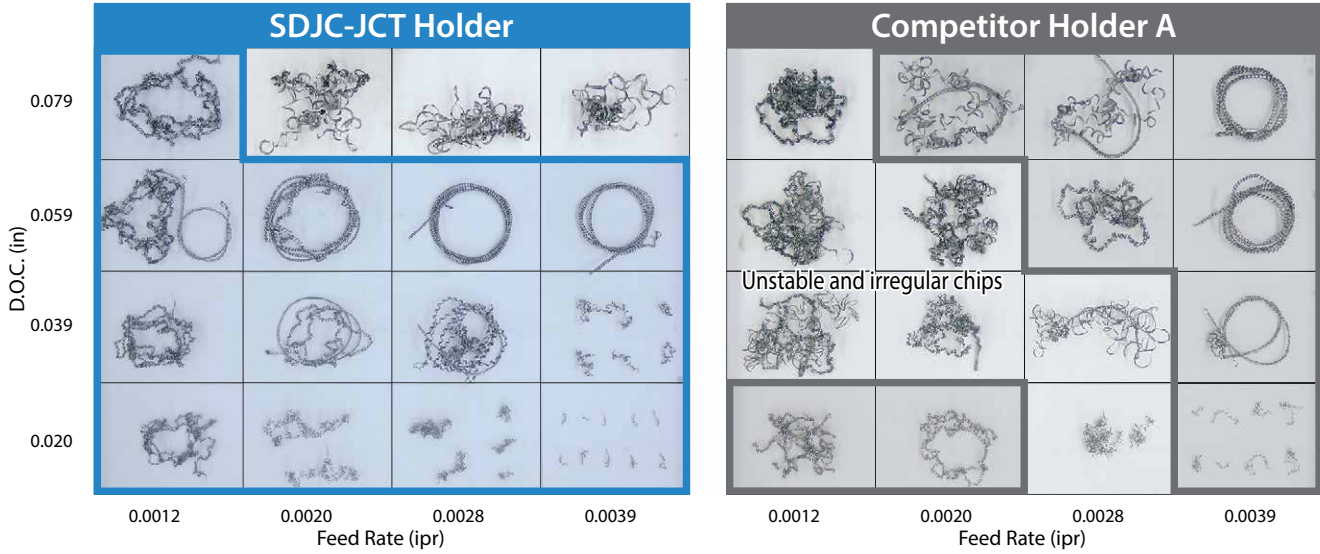 SDJC-JCT Holder
Competitor Holder A
D.O.C. (in)
0.079
0.059
0.039
0.020
Unstable and irregular chips
0.0012 0.0020 0.0028 0.0039
Feed Rate (ipr)
0.0012 0.0020 0.0028 0.0039
Feed Rate (ipr)